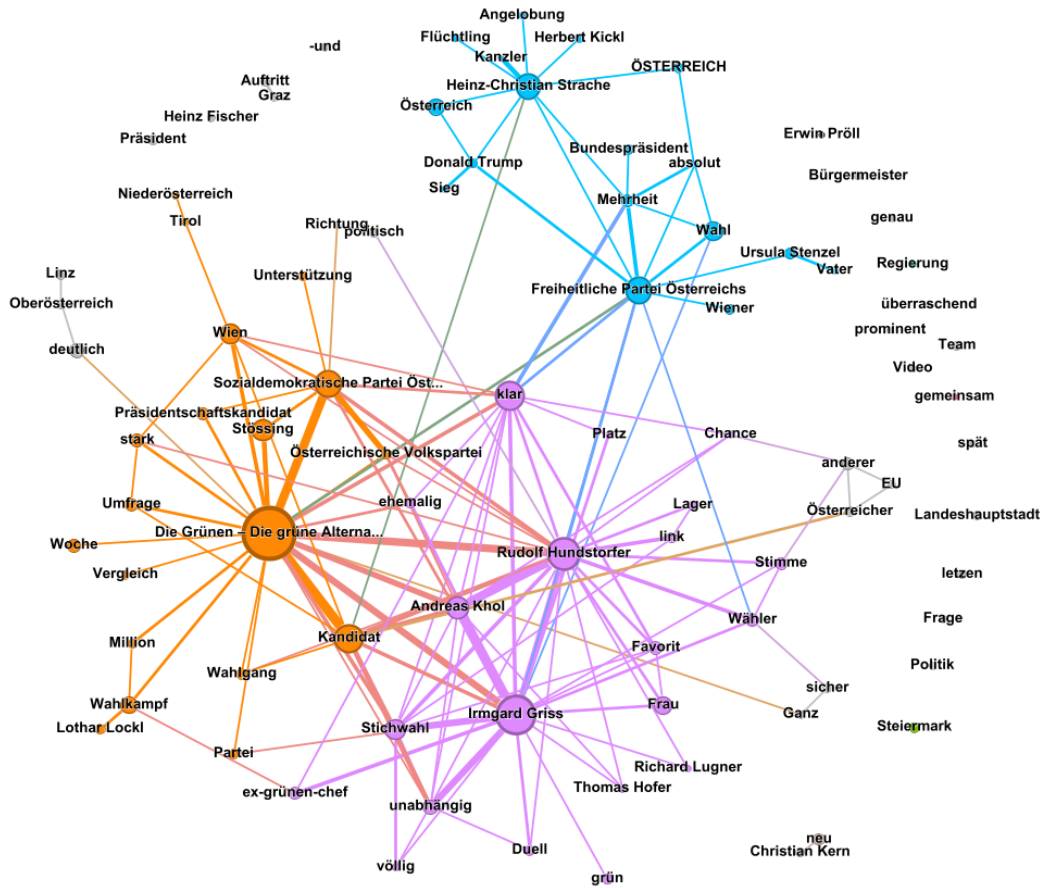 Angelobung
Flüchtling
Herbert Kickl
-und
Kanzler
ÖSTERREICH
Auftritt
Heinz-Christian Strache
Graz
Österreich
Heinz Fischer
Erwin Pröll
Präsident
Bundespräsident
Donald Trump
absolut
Bürgermeister
Sieg
Niederösterreich
Mehrheit
genau
Tirol
Richtung
politisch
Wahl
Ursula Stenzel
Regierung
Vater
Linz
Unterstützung
Freiheitliche Partei Österreichs
Oberösterreich
Wiener
überraschend
prominent
Wien
Team
deutlich
Video
Sozialdemokratische Partei Öst...
klar
gemeinsam
Präsidentschaftskandidat
Stössing
Platz
Chance
stark
spät
Österreichische Volkspartei
anderer
EU
Umfrage
ehemalig
Lager
Österreicher
Landeshauptstadt
Die Grünen – Die grüne Alterna...
link
Woche
Rudolf Hundstorfer
Stimme
Vergleich
letzen
Andreas Khol
Wähler
Frage
Million
Kandidat
Favorit
Wahlgang
Politik
sicher
Wahlkampf
Frau
Irmgard Griss
Ganz
Lothar Lockl
Stichwahl
Steiermark
Partei
Richard Lugner
Thomas Hofer
ex-grünen-chef
unabhängig
neu
Duell
Christian Kern
völlig
grün